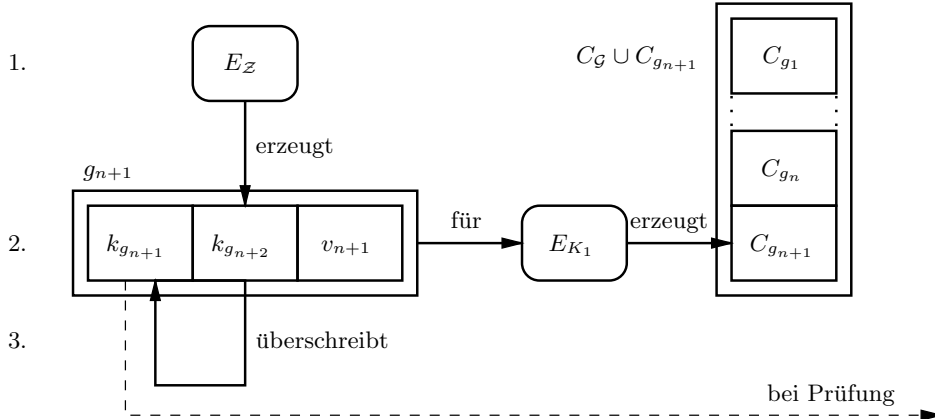 1.
E_𝒵
C_𝒢 ∪ C_{g_{n+1}}
C_{g_1}
erzeugt
g_{n+1}
C_{g_n}
2.
k_{g_{n+1}}
k_{g_{n+2}}
v_{n+1}
für
E_{K_1}
erzeugt
C_{g_{n+1}}
3.
überschreibt
bei Prüfung